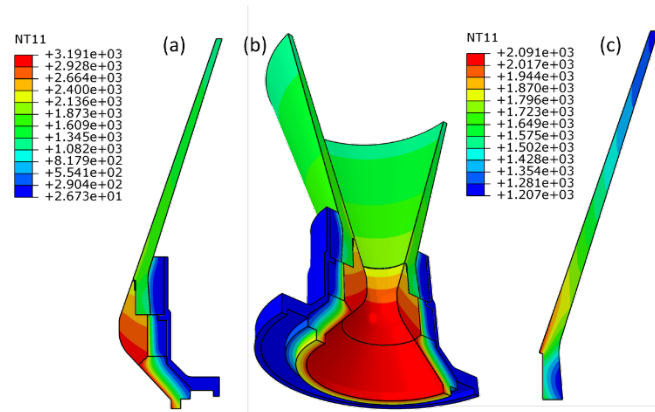 NT11
+3.191e+03
+2.928e+03
+2.664e+03
+2.400e+03
+2.136e+03
+1.873e+03
+1.609e+03
+1.345e+03
+1.082e+03
+8.179e+02
+5.541e+02
+2.904e+02
+2.673e+01
(a)
(b)
NT11
+2.091e+03
+2.017e+03
+1.944e+03
+1.870e+03
+1.796e+03
+1.723e+03
+1.649e+03
+1.575e+03
+1.502e+03
+1.428e+03
+1.354e+03
+1.281e+03
+1.207e+03
(c)